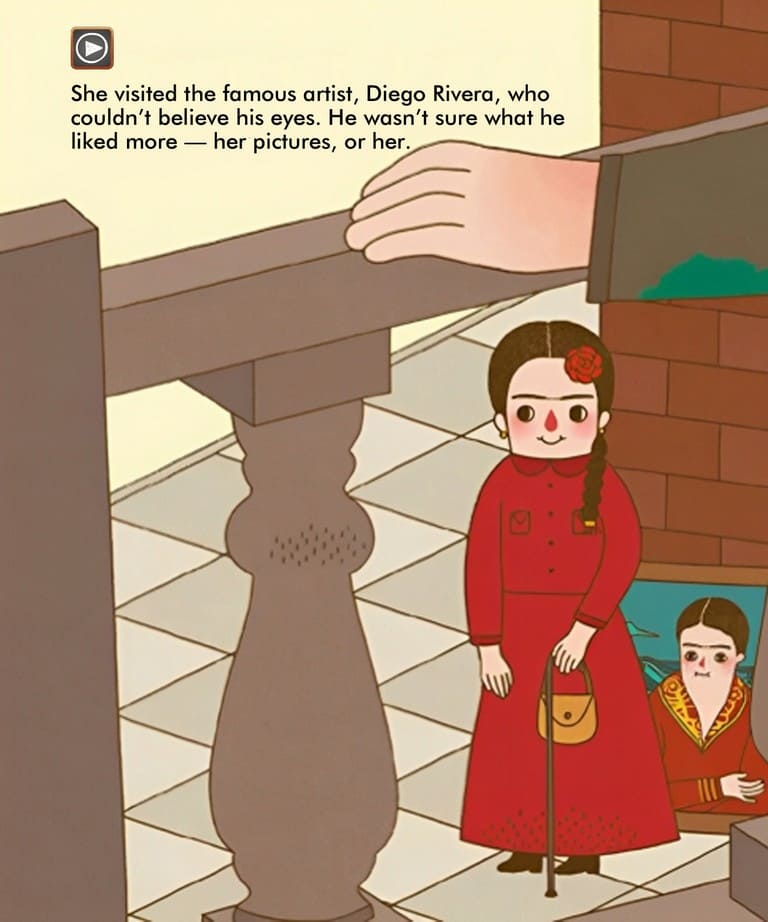 She visited the famous artist, Diego Rivera, who
couldn't believe his eyes. He wasn't sure what he
liked more — her pictures, or her.